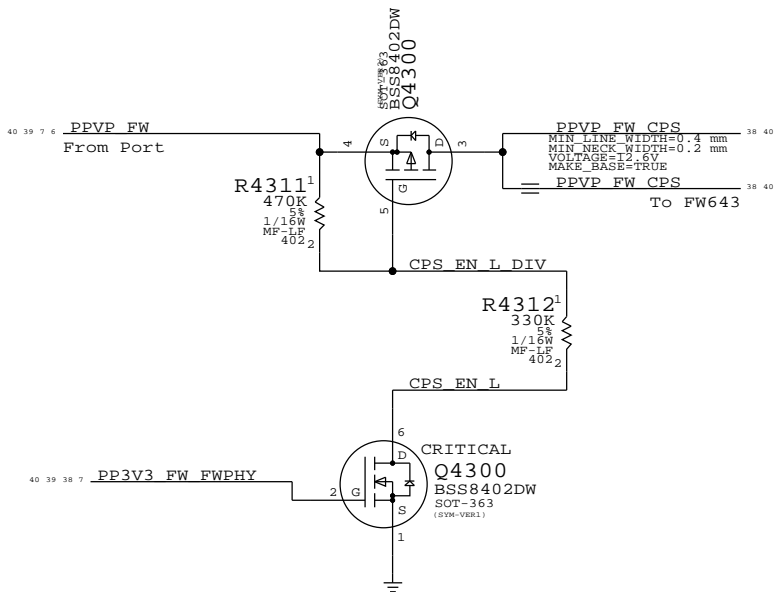 BSS8402DW
SOT-363
Q4300
40 39 7 6
PPVP_FW
From Port
4
S
D
3
G
5
PPVP_FW_CPS
38 40
MIN_LINE_WIDTH=0.4 mm
MIN_NECK_WIDTH=0.2 mm
VOLTAGE=12.6V
MAKE_BASE=TRUE
PPVP_FW_CPS
38 40
To FW643
R4311
1
470K
5%
1/16W
MF-LF
402
2
CPS_EN_L_DIV
R4312
1
330K
5%
1/16W
MF-LF
402
2
CPS_EN_L
6
D
CRITICAL
Q4300
BSS8402DW
SOT-363
(SYM-VER1)
40 39 38 7
PP3V3_FW_FWPHY
2
G
S
1